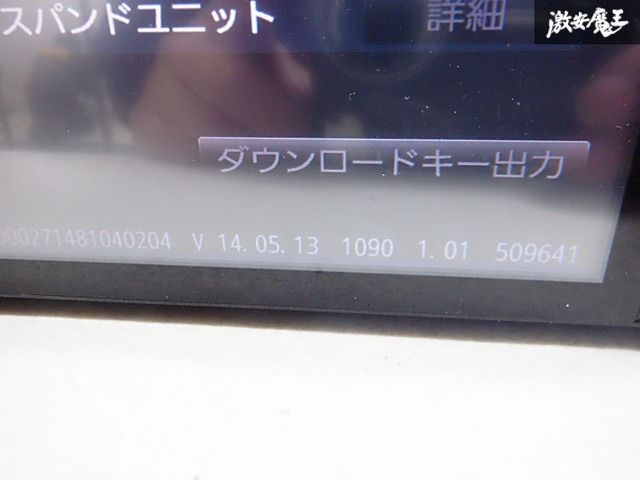 スパンドユニット
詳細
激安魔王
ダウンロードキー出力
000271481040204 V 14.05.13 1090 1.01 509641